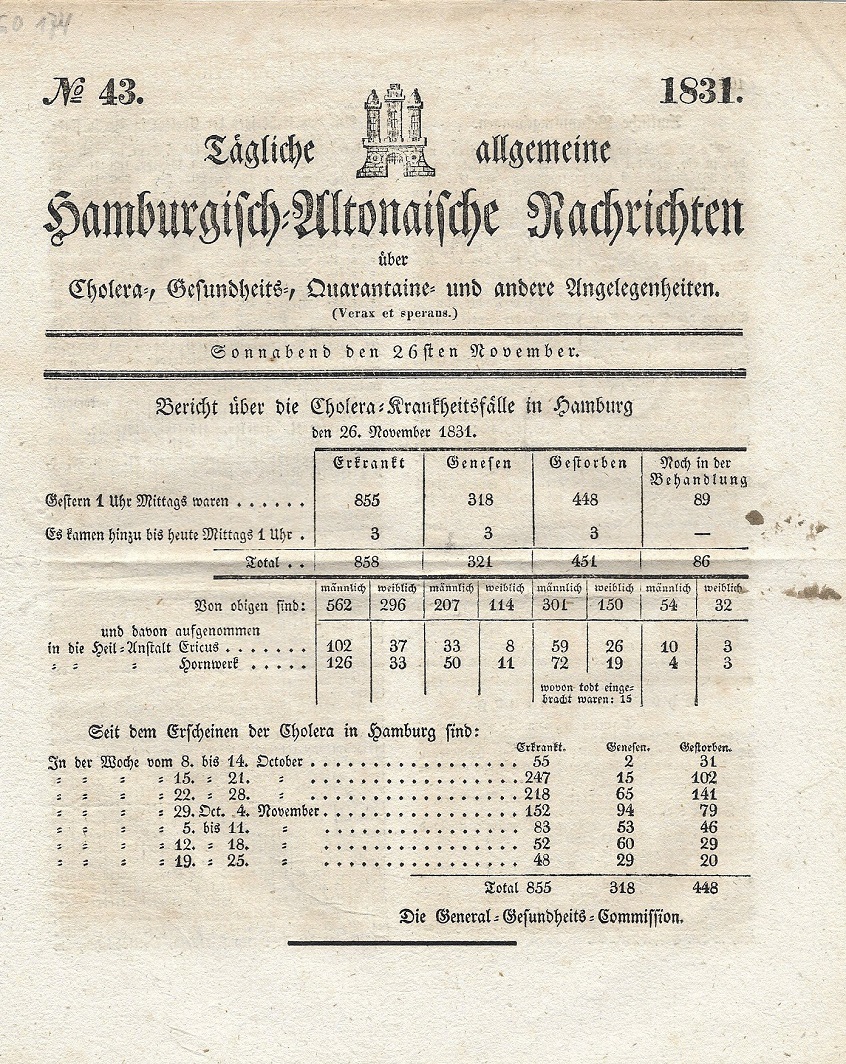 50 174
№ 43. 1831.
Tägliche allgemeine
Hamburgisch-Altonaische Nachrichten
über
Cholera-, Gesundheits-, Quarantaine- und andere Angelegenheiten.
(Verax et sperans.)
Sonnabend den 26sten November.
Bericht über die Cholera-Krankheitsfälle in Hamburg
den 26. November 1831.
Erkrankt Genesen Gestorben Noch in der
Behandlung
Gestern 1 Uhr Mittags waren . . . . . . 855 318 448 89
Es kamen hinzu bis heute Mittags 1 Uhr . 3 3 3 —
Total . . 858 321 451 86
männlich weiblich männlich weiblich männlich weiblich männlich weiblich
Von obigen sind: 562 296 207 114 301 150 54 32
und davon aufgenommen
in die Heil-Anstalt Ericus . . . . . . . 102 37 33 8 59 26 10 3
= = = Hornwerk . . . . . 126 33 50 11 72 19 4 3
wovon todt einge-
bracht waren: 15
Seit dem Erscheinen der Cholera in Hamburg sind:
Erkrankt. Genesen. Gestorben.
In der Woche vom 8. bis 14. October . . . . . . . . . . . . . . . . 55 2 31
= = = = 15. = 21. = . . . . . . . . . . . . . . . . 247 15 102
= = = = 22. = 28. = . . . . . . . . . . . . . . . . 218 65 141
= = = = 29. Oct. 4. November . . . . . . . . . . . . . . . 152 94 79
= = = = 5. bis 11. = . . . . . . . . . . . . . . . 83 53 46
= = = = 12. = 18. = . . . . . . . . . . . . . . . 52 60 29
= = = = 19. = 25. = . . . . . . . . . . . . . . . 48 29 20
Total 855 318 448
Die General-Gesundheits-Commission.